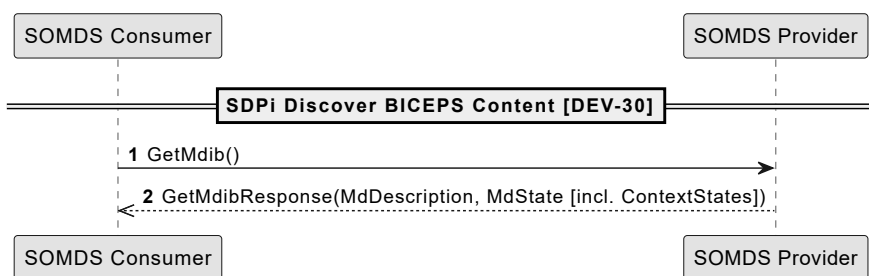 SOMDS Consumer SOMDS Provider
SDPi Discover BICEPS Content [DEV-30]
1 GetMdib()
2 GetMdibResponse(MdDescription, MdState [incl. ContextStates])
SOMDS Consumer SOMDS Provider